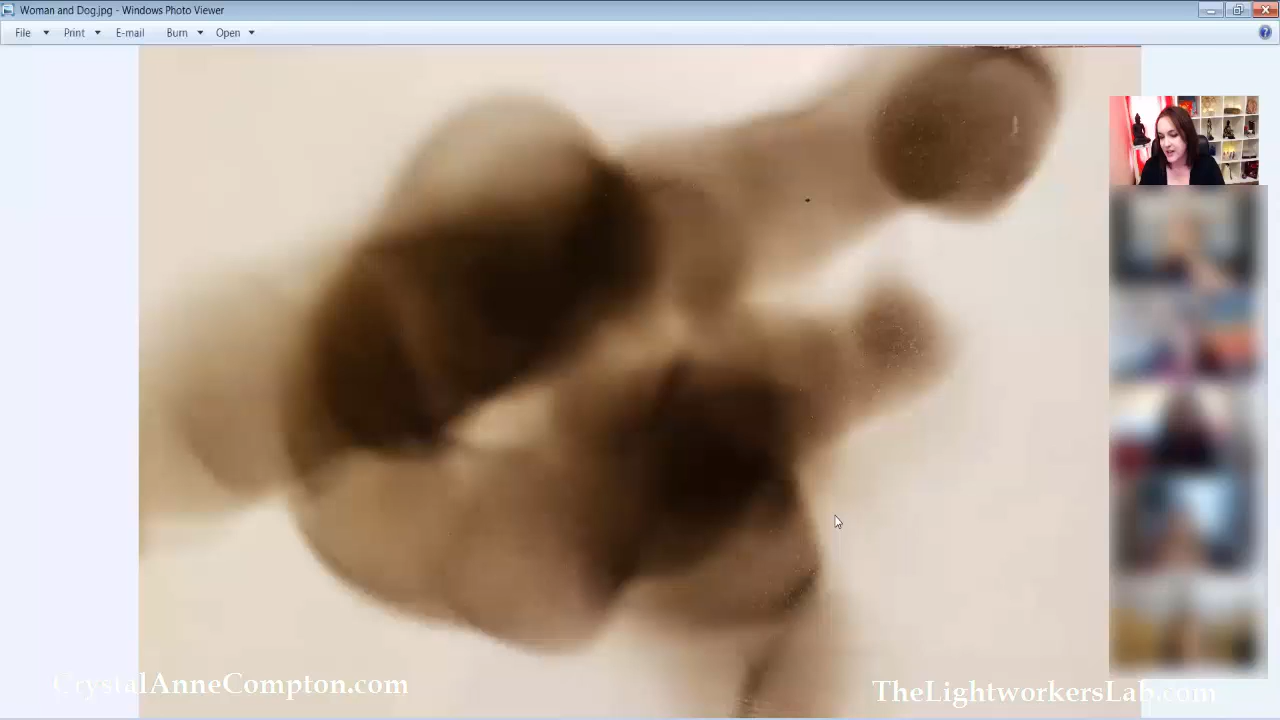 Woman and Dog.jpg - Windows Photo Viewer
File Print E-mail Burn Open
CrystalAnneCompton.com
TheLightworkersLab.com